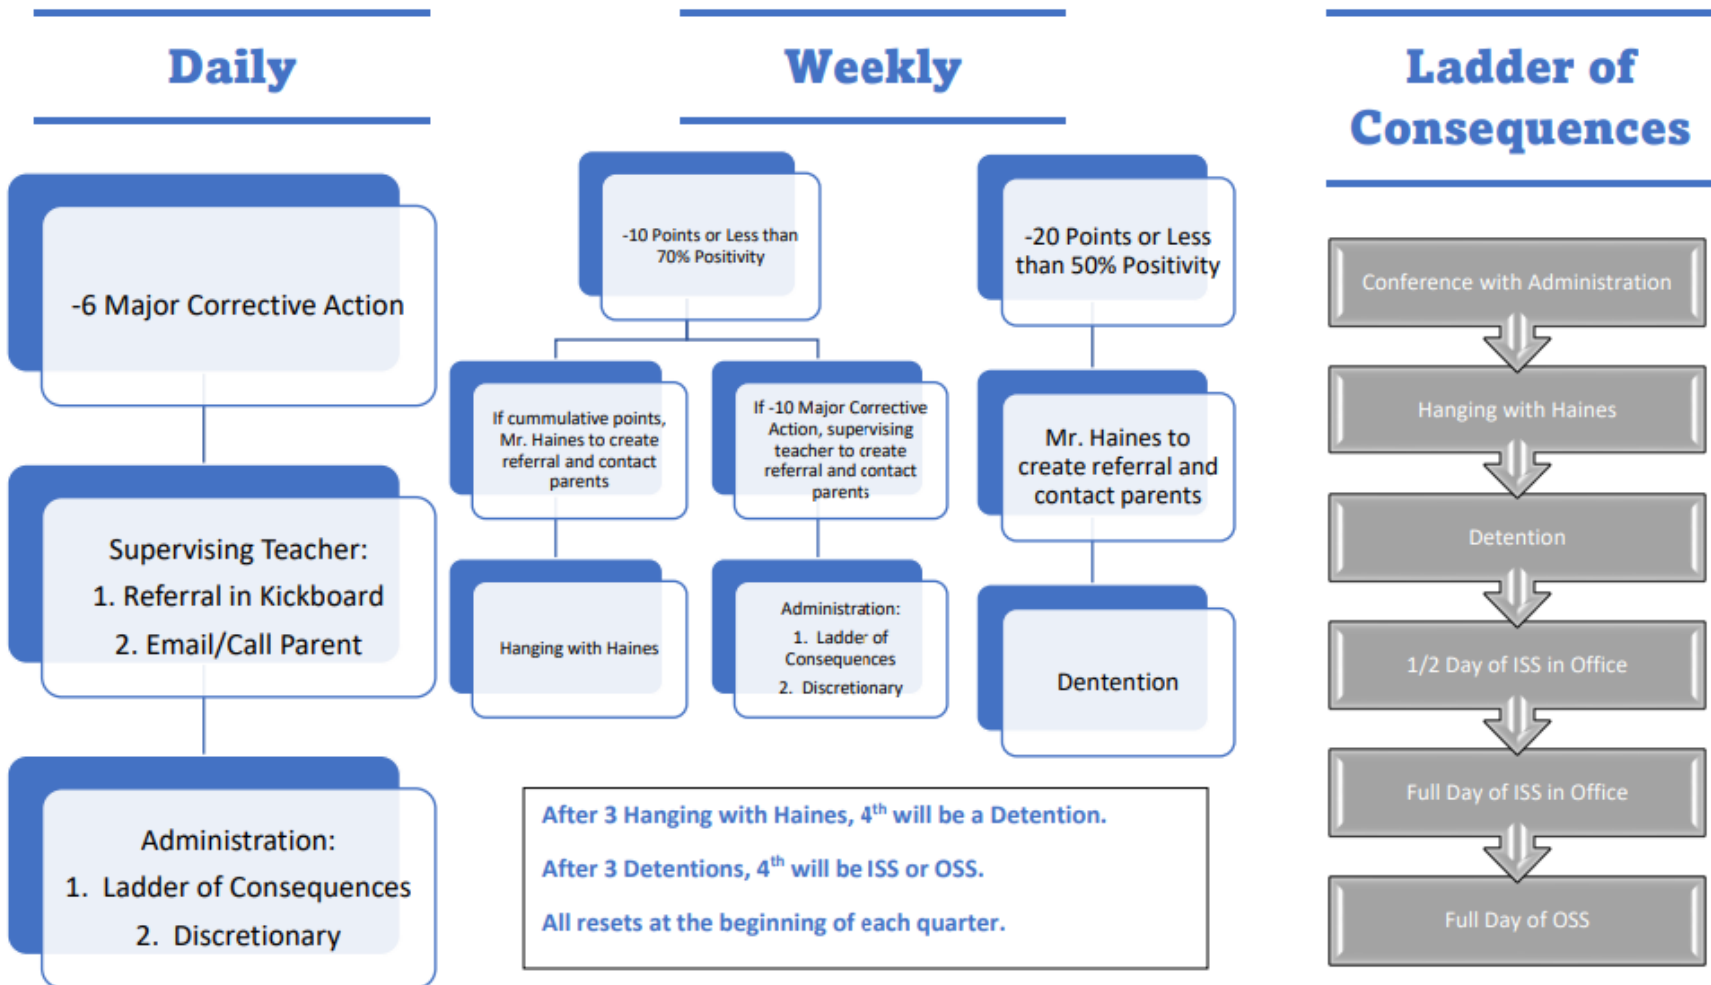 Daily
-6 Major Corrective Action
Supervising Teacher:
1. Referral in Kickboard
2. Email/Call Parent
Administration:
1. Ladder of Consequences
2. Discretionary
Weekly
-10 Points or Less than
70% Positivity
If cummulative points,
Mr. Haines to create
referral and contact
parents
Hanging with Haines
If -10 Major Corrective
Action, supervising
teacher to create
referral and contact
parents
Administration:
1. Ladder of
Consequences
2. Discretionary
-20 Points or Less
than 50% Positivity
Mr. Haines to
create referral and
contact parents
Dentention
After 3 Hanging with Haines, 4th will be a Detention.
After 3 Detentions, 4th will be ISS or OSS.
All resets at the beginning of each quarter.
Ladder of
Consequences
Conference with Administration
Hanging with Haines
Detention
1/2 Day of ISS in Office
Full Day of ISS in Office
Full Day of OSS